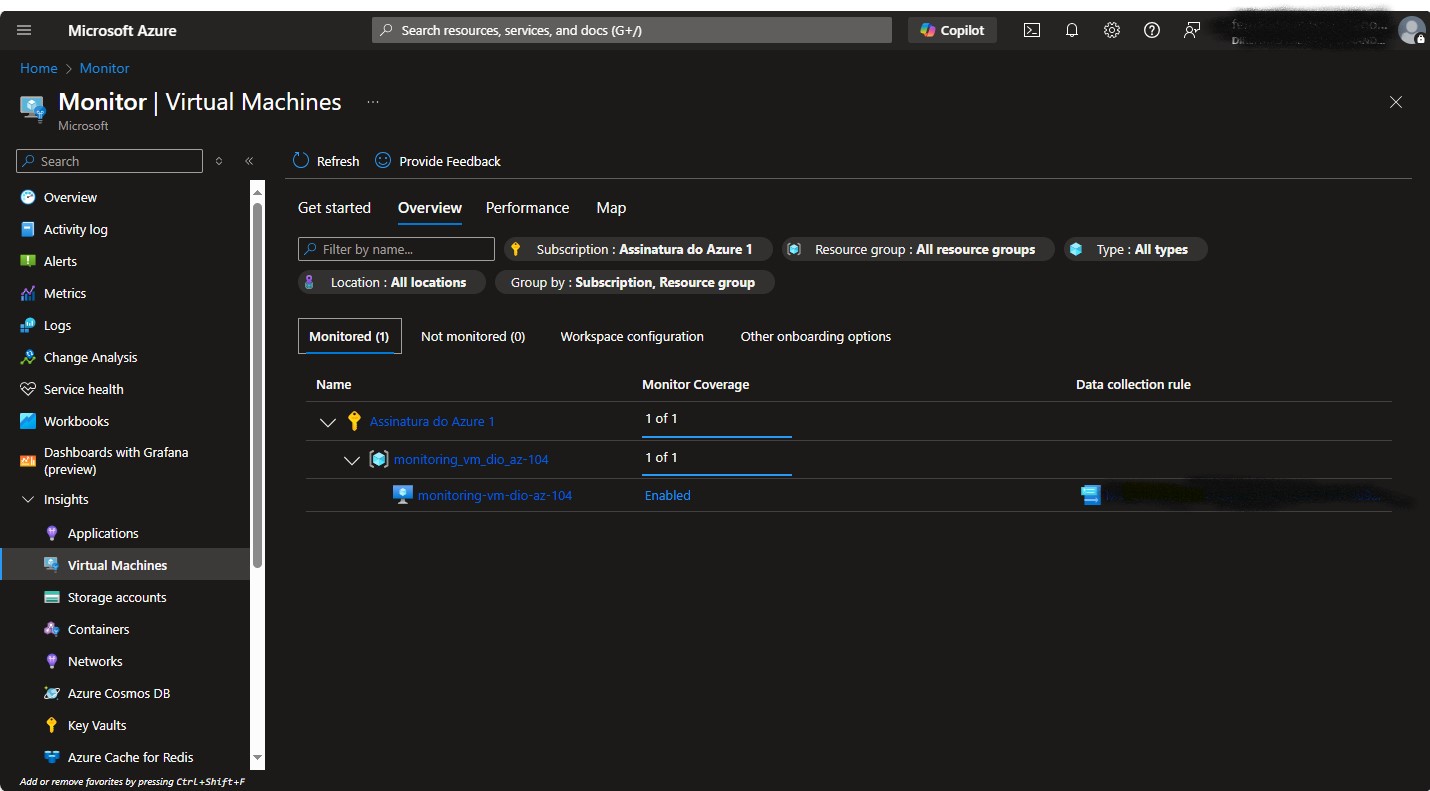 Microsoft Azure
Search resources, services, and docs (G+/)
Copilot
Home > Monitor
Monitor | Virtual Machines ...
Microsoft
Search
Refresh
Provide Feedback
Overview
Activity log
Alerts
Metrics
Logs
Change Analysis
Service health
Workbooks
Dashboards with Grafana
(preview)
Insights
Applications
Virtual Machines
Storage accounts
Containers
Networks
Azure Cosmos DB
Key Vaults
Azure Cache for Redis
Add or remove favorites by pressing Ctrl+Shift+F
Get started Overview Performance Map
Filter by name...
Subscription : Assinatura do Azure 1
Resource group : All resource groups
Type : All types
Location : All locations
Group by : Subscription, Resource group
Monitored (1) Not monitored (0) Workspace configuration Other onboarding options
Name Monitor Coverage Data collection rule
Assinatura do Azure 1 1 of 1
monitoring_vm_dio_az-104 1 of 1
monitoring-vm-dio-az-104 Enabled